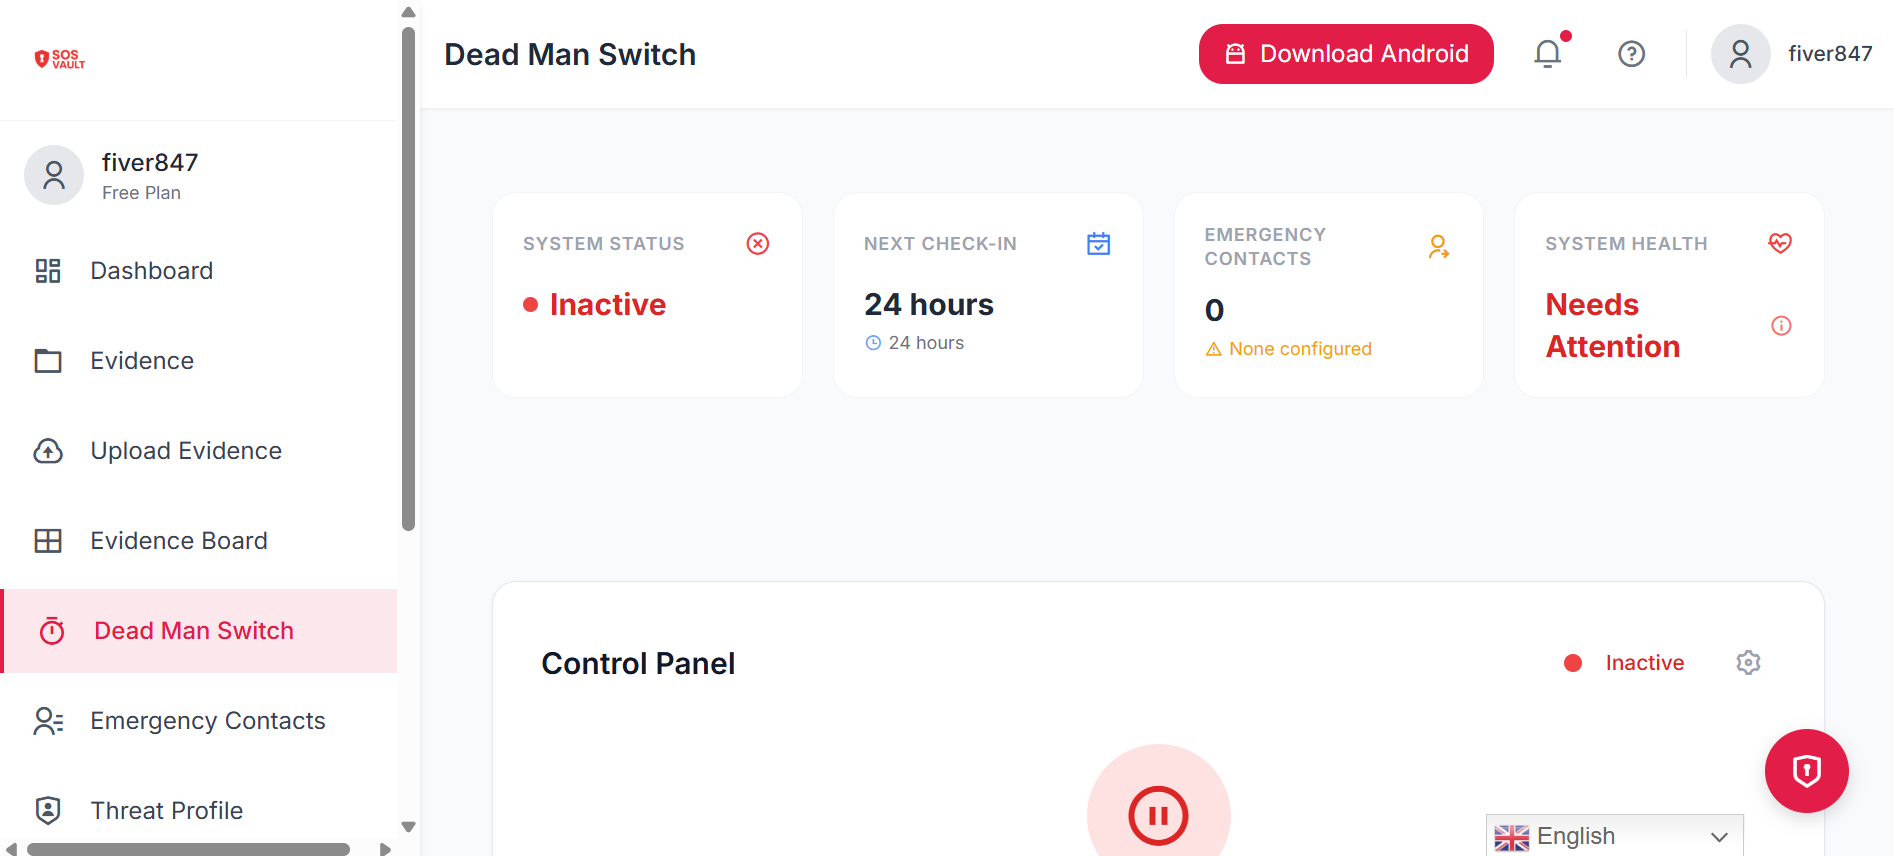 SOS
VAULT
fiver847
Free Plan
Dashboard
Evidence
Upload Evidence
Evidence Board
Dead Man Switch
Emergency Contacts
Threat Profile
Dead Man Switch
Download Android
fiver847
SYSTEM STATUS
Inactive
NEXT CHECK-IN
24 hours
24 hours
EMERGENCY
CONTACTS
0
None configured
SYSTEM HEALTH
Needs
Attention
Control Panel
Inactive
English